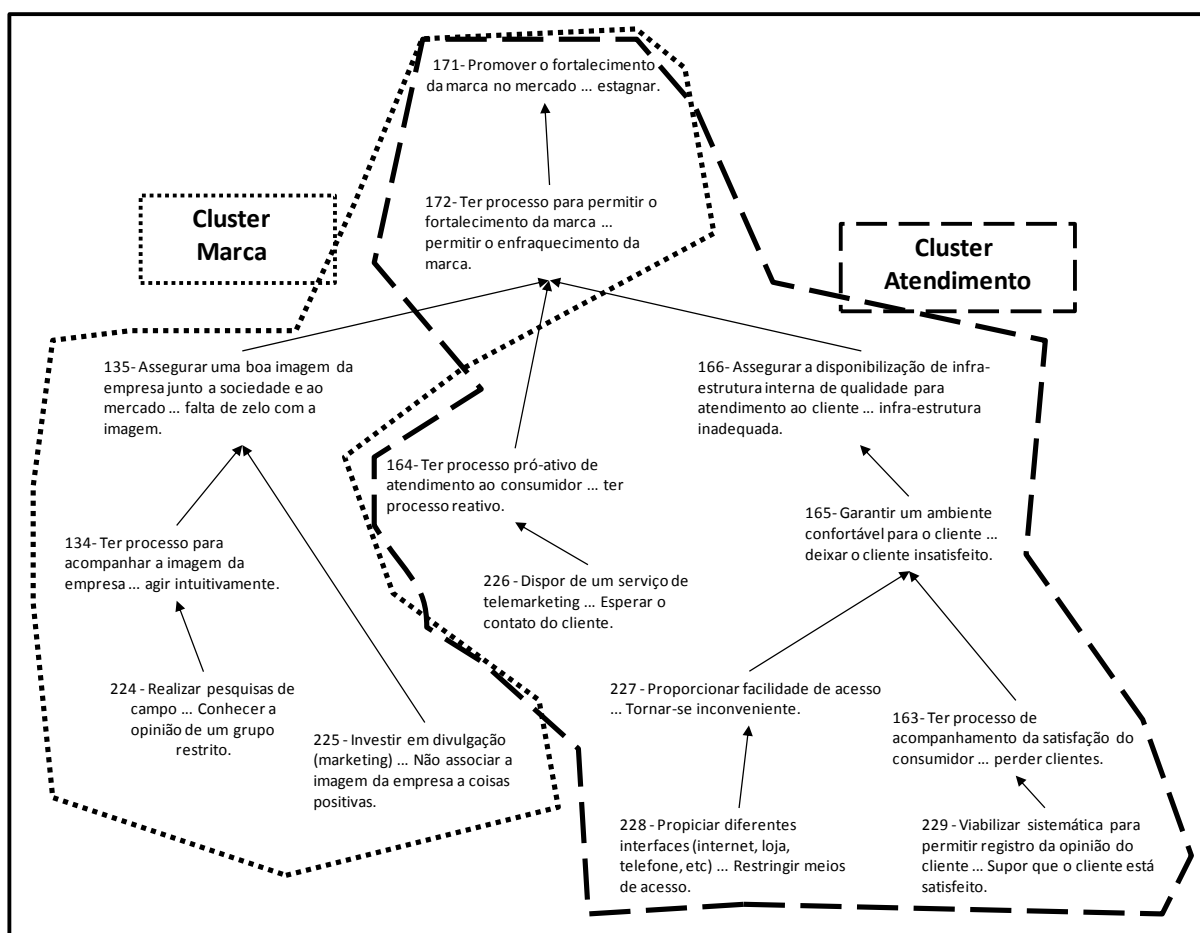 171- Promover o fortalecimento
da marca no mercado ... estagnar.
172- Ter processo para permitir o
fortalecimento da marca ...
permitir o enfraquecimento da
marca.
Cluster
Marca
Cluster
Atendimento
135- Assegurar uma boa imagem da
empresa junto a sociedade e ao
mercado ... falta de zelo com a
imagem.
166- Assegurar a disponibilização de infra-
estrutura interna de qualidade para
atendimento ao cliente ... infra-estrutura
inadequada.
164- Ter processo pró-ativo de
atendimento ao consumidor ... ter
processo reativo.
165- Garantir um ambiente
confortável para o cliente ...
deixar o cliente insatisfeito.
134- Ter processo para
acompanhar a imagem da
empresa ... agir intuitivamente.
226 - Dispor de um serviço de
telemarketing ... Esperar o
contato do cliente.
224 - Realizar pesquisas de
campo ... Conhecer a
opinião de um grupo
restrito.
225 - Investir em divulgação
(marketing) ... Não associar a
imagem da empresa a coisas
positivas.
227 - Proporcionar facilidade de acesso
... Tornar-se inconveniente.
163- Ter processo de
acompanhamento da satisfação do
consumidor ... perder clientes.
228 - Propiciar diferentes
interfaces (internet, loja,
telefone, etc) ... Restringir meios
de acesso.
229 - Viabilizar sistemática para
permitir registro da opinião do
cliente ... Supor que o cliente está
satisfeito.